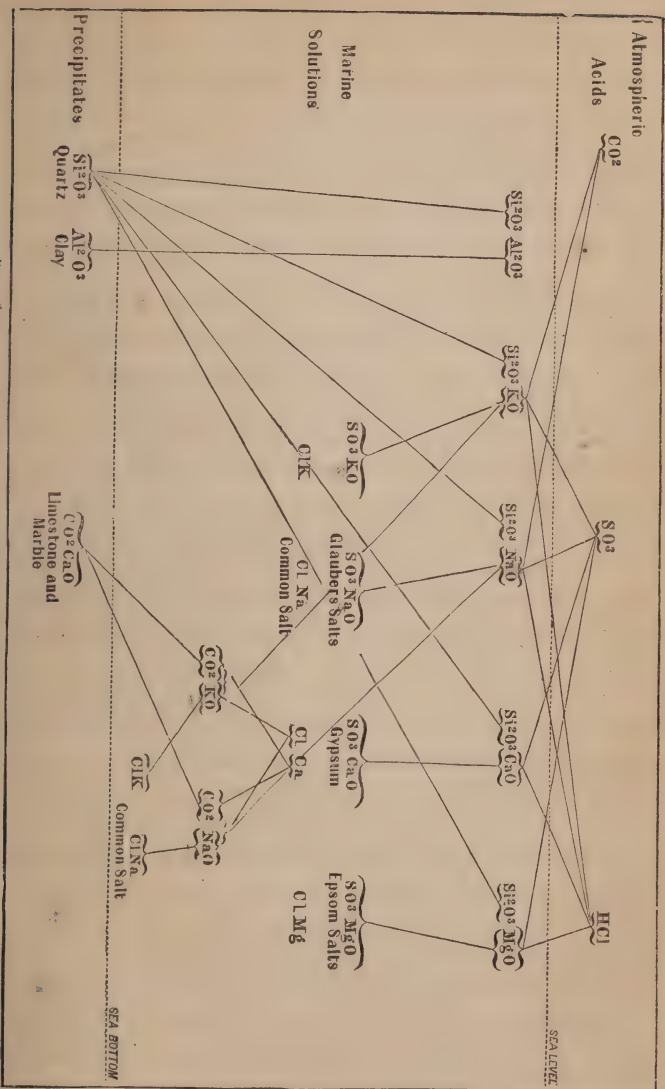 Atmospheric
Acids
CO² SO³ HCl
SEA LEVEL
Si²O³ Al²O³ Si²O³ KO Si²O³ NaO Si²O³ CaO Si²O³ MgO
Marine
Solutions
SO³ KO SO³ NaO SO³ CaO SO³ MgO
Glaubers Salts Gypsum Epsom Salts
ClK Cl Na Cl Ca Cl Mg
Common Salt
CO² KO CO² NaO
ClK Cl Na
Common Salt
SEA BOTTOM
Precipitates
Si²O³ Al²O³ CO² CaO
Quartz Clay Limestone and
Marble